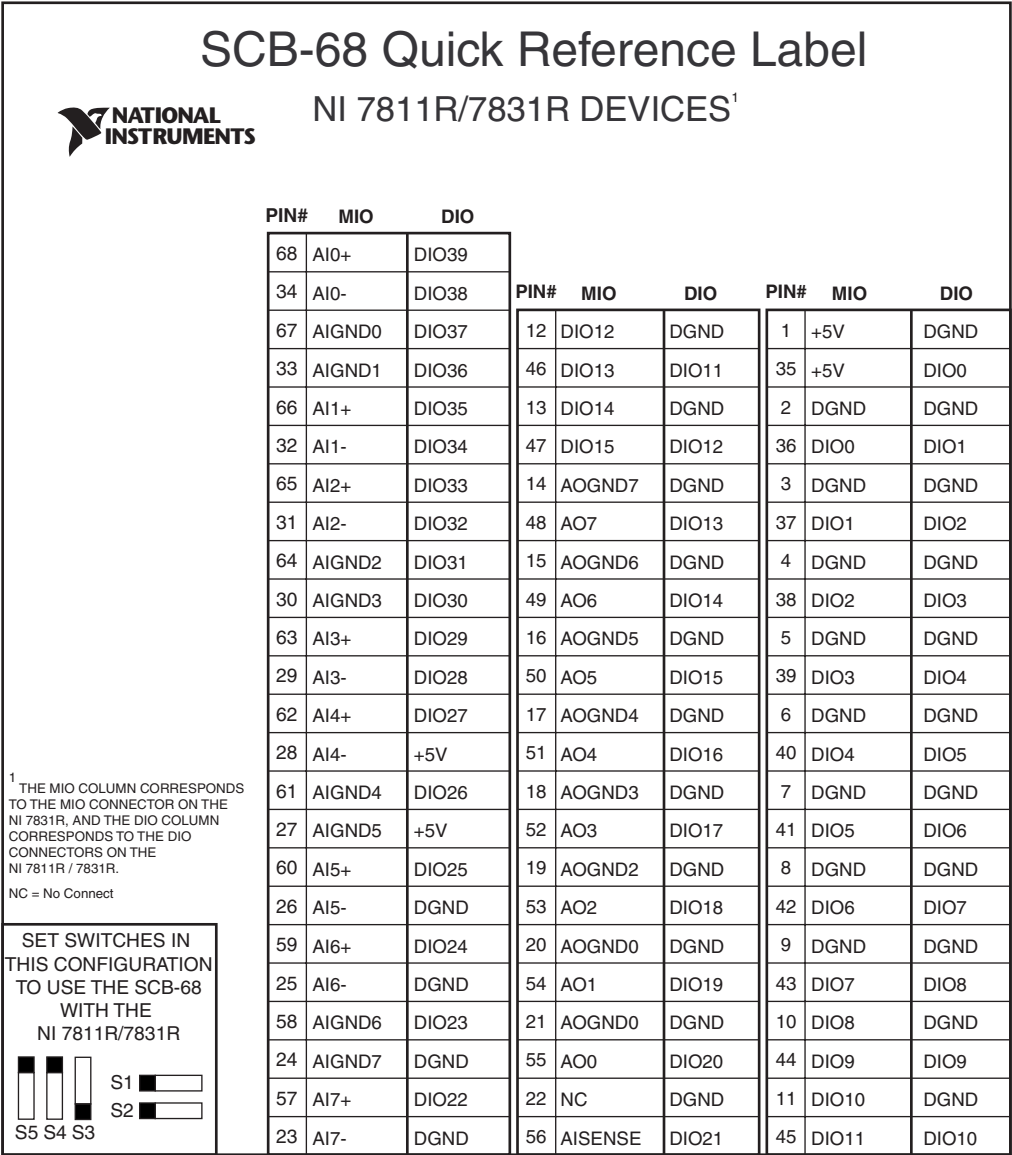 SCB-68 Quick Reference Label
NI 7811R/7831R DEVICES¹
NATIONAL
INSTRUMENTS
PIN# MIO DIO
68 AI0+ DIO39
34 AI0- DIO38
67 AIGND0 DIO37
33 AIGND1 DIO36
66 AI1+ DIO35
32 AI1- DIO34
65 AI2+ DIO33
31 AI2- DIO32
64 AIGND2 DIO31
30 AIGND3 DIO30
63 AI3+ DIO29
29 AI3- DIO28
62 AI4+ DIO27
28 AI4- +5V
61 AIGND4 DIO26
27 AIGND5 +5V
60 AI5+ DIO25
26 AI5- DGND
59 AI6+ DIO24
25 AI6- DGND
58 AIGND6 DIO23
24 AIGND7 DGND
57 AI7+ DIO22
23 AI7- DGND
PIN# MIO DIO
12 DIO12 DGND
46 DIO13 DIO11
13 DIO14 DGND
47 DIO15 DIO12
14 AOGND7 DGND
48 AO7 DIO13
15 AOGND6 DGND
49 AO6 DIO14
16 AOGND5 DGND
50 AO5 DIO15
17 AOGND4 DGND
51 AO4 DIO16
18 AOGND3 DGND
52 AO3 DIO17
19 AOGND2 DGND
53 AO2 DIO18
20 AOGND0 DGND
54 AO1 DIO19
21 AOGND0 DGND
55 AO0 DIO20
22 NC DGND
56 AISENSE DIO21
PIN# MIO DIO
1 +5V DGND
35 +5V DIO0
2 DGND DGND
36 DIO0 DIO1
3 DGND DGND
37 DIO1 DIO2
4 DGND DGND
38 DIO2 DIO3
5 DGND DGND
39 DIO3 DIO4
6 DGND DGND
40 DIO4 DIO5
7 DGND DGND
41 DIO5 DIO6
8 DGND DGND
42 DIO6 DIO7
9 DGND DGND
43 DIO7 DIO8
10 DIO8 DGND
44 DIO9 DIO9
11 DIO10 DGND
45 DIO11 DIO10
¹ THE MIO COLUMN CORRESPONDS
TO THE MIO CONNECTOR ON THE
NI 7831R, AND THE DIO COLUMN
CORRESPONDS TO THE DIO
CONNECTORS ON THE
NI 7811R / 7831R.
NC = No Connect
SET SWITCHES IN
THIS CONFIGURATION
TO USE THE SCB-68
WITH THE
NI 7811R/7831R
S1
S2
S5 S4 S3